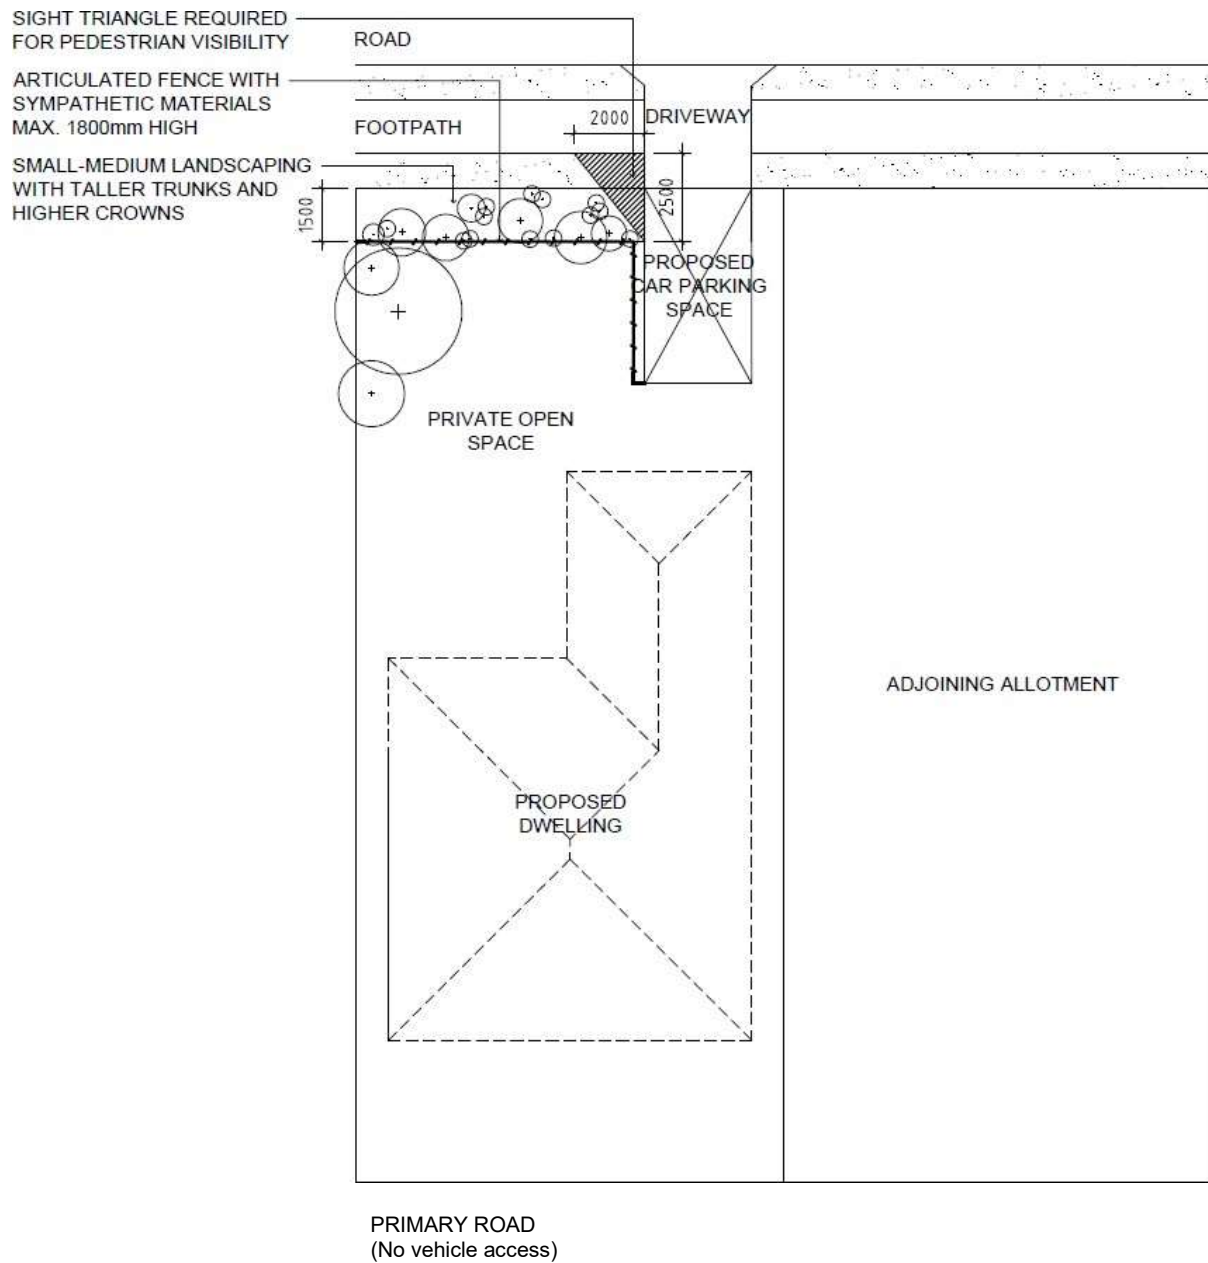 SIGHT TRIANGLE REQUIRED
FOR PEDESTRIAN VISIBILITY
ROAD
ARTICULATED FENCE WITH
SYMPATHETIC MATERIALS
MAX. 1800mm HIGH
2000
DRIVEWAY
FOOTPATH
SMALL-MEDIUM LANDSCAPING
WITH TALLER TRUNKS AND
HIGHER CROWNS
1500
2500
PROPOSED
CAR PARKING
SPACE
PRIVATE OPEN
SPACE
ADJOINING ALLOTMENT
PROPOSED
DWELLING
PRIMARY ROAD
(No vehicle access)